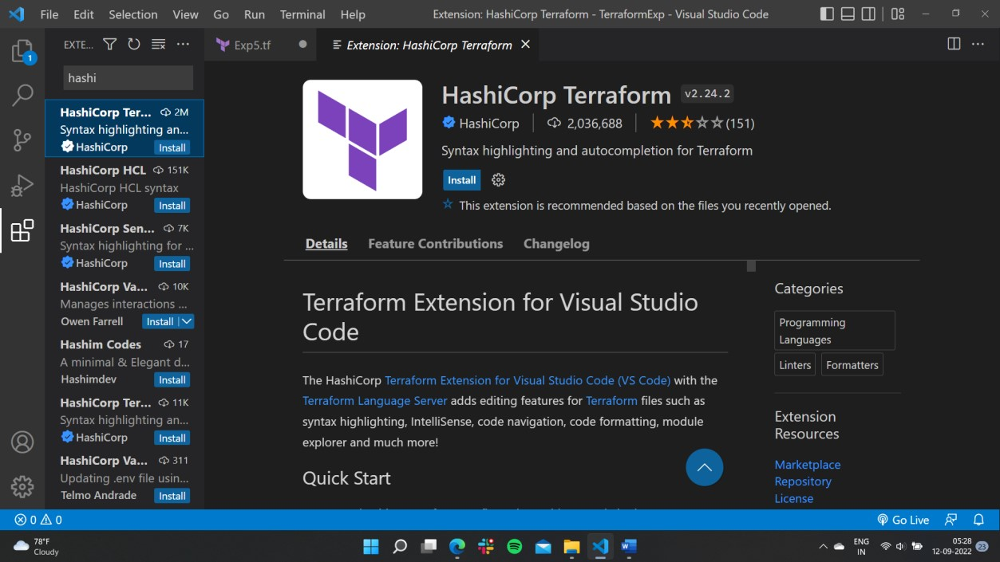 File Edit Selection View Go Run Terminal Help
Extension: HashiCorp Terraform - TerraformExp - Visual Studio Code
EXTE...
Exp5.tf
Extension: HashiCorp Terraform
1
hashi
HashiCorp Ter... 2M
Syntax highlighting an...
HashiCorp Install
HashiCorp HCL 151K
HashiCorp HCL syntax
HashiCorp Install
HashiCorp Sen... 7K
Syntax highlighting for ...
HashiCorp Install
HashiCorp Va... 10K
Manages interactions ...
Owen Farrell Install
Hashim Codes 17
A minimal & Elegant d...
Hashimdev Install
HashiCorp Ter... 11K
Syntax highlighting an...
HashiCorp Install
HashiCorp Va... 311
Updating .env file usin...
Telmo Andrade Install
HashiCorp Terraform v2.24.2
HashiCorp 2,036,688 (151)
Syntax highlighting and autocompletion for Terraform
Install
This extension is recommended based on the files you recently opened.
Details Feature Contributions Changelog
Terraform Extension for Visual Studio
Code
The HashiCorp Terraform Extension for Visual Studio Code (VS Code) with the
Terraform Language Server adds editing features for Terraform files such as
syntax highlighting, IntelliSense, code navigation, code formatting, module
explorer and much more!
Quick Start
Categories
Programming
Languages
Linters Formatters
Extension
Resources
Marketplace
Repository
License
0 0
Go Live
78°F
Cloudy
ENG
IN
05:28
12-09-2022
23